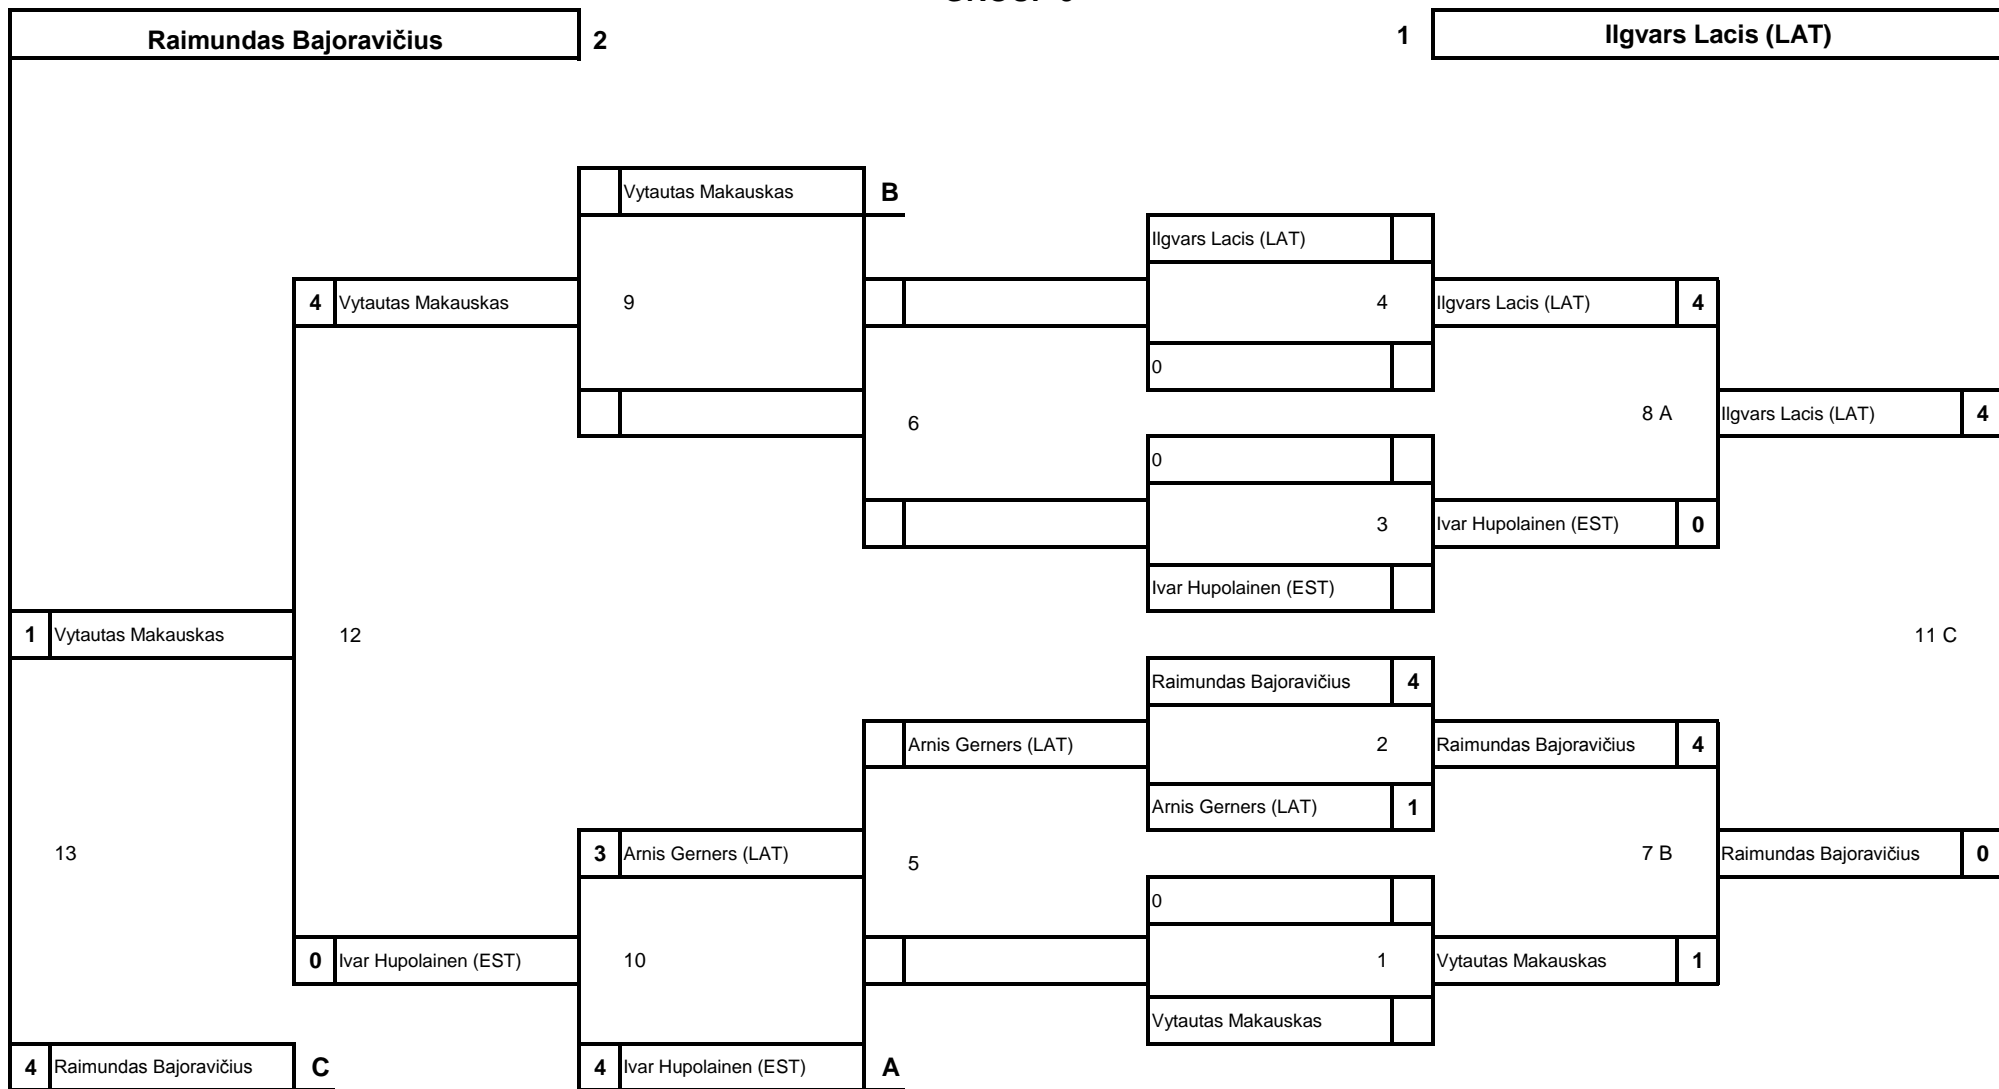 Raimundas Bajoravičius 2 1 Ilgvars Lacis (LAT)
Vytautas Makauskas B
Ilgvars Lacis (LAT)
4 Vytautas Makauskas 9 4 Ilgvars Lacis (LAT) 4
0
6 8 A Ilgvars Lacis (LAT) 4
0
3 Ivar Hupolainen (EST) 0
Ivar Hupolainen (EST)
1 Vytautas Makauskas 12 11 C
Raimundas Bajoravičius 4
Arnis Gerners (LAT) 2 Raimundas Bajoravičius 4
Arnis Gerners (LAT) 1
13 3 Arnis Gerners (LAT) 5 7 B Raimundas Bajoravičius 0
0
0 Ivar Hupolainen (EST) 10 1 Vytautas Makauskas 1
Vytautas Makauskas
4 Raimundas Bajoravičius C 4 Ivar Hupolainen (EST) A